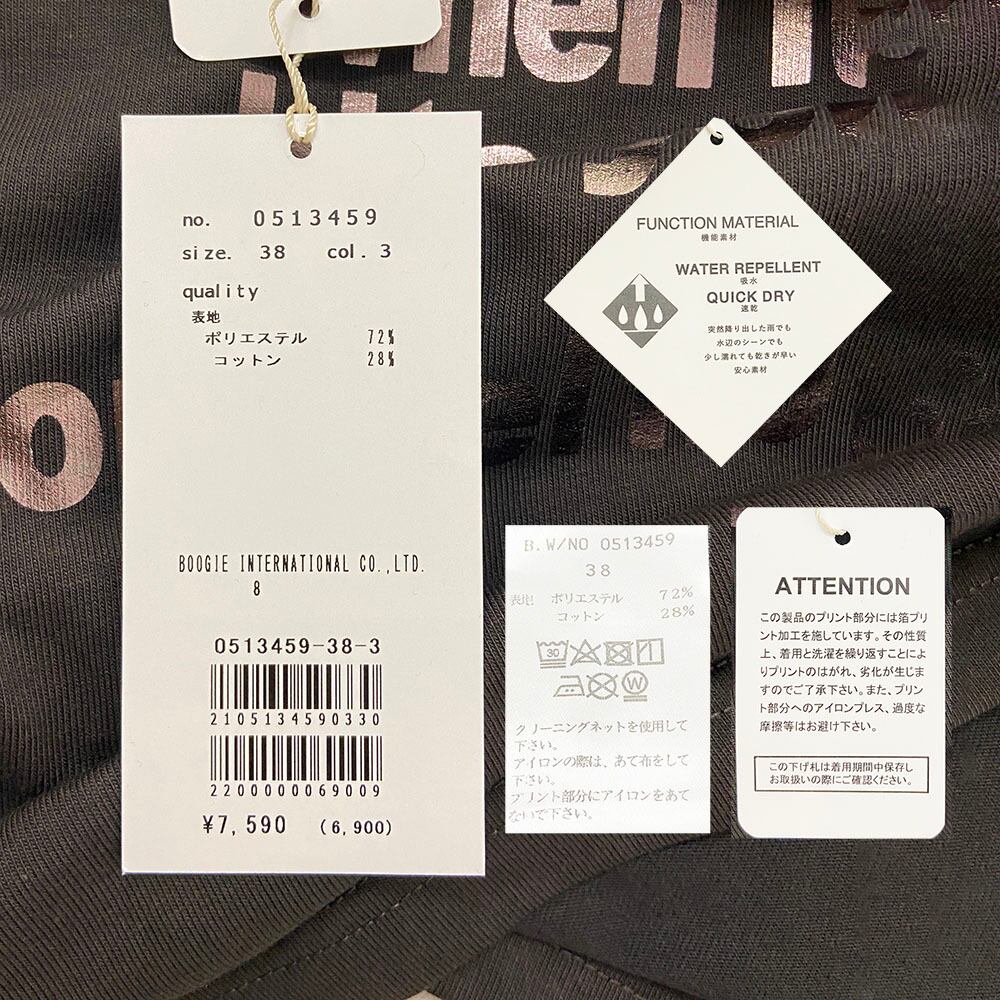 no. 0513459
size. 38 col. 3
quality
表地
ポリエステル 72%
コットン 28%
BOOGIE INTERNATIONAL CO.,LTD.
8
0513459-38-3
2105134590330
2200000069009
¥7,590 (6,900)
FUNCTION MATERIAL
機能素材
WATER REPELLENT
吸水
QUICK DRY
速乾
突然降り出した雨でも
水辺のシーンでも
少し濡れても乾きが早い
安心素材
B.W/NO 0513459
38
表地 ポリエステル 72%
コットン 28%
30
W
クリーニングネットを使用して
下さい。
アイロンの際は、あて布をして
下さい。
プリント部分にアイロンをあて
ないで下さい。
ATTENTION
この製品のプリント部分には箔プリ
ント加工を施しています。その性質
上、着用と洗濯を繰り返すことによ
りプリントのはがれ、劣化が生じま
すのでご了承下さい。また、プリン
ト部分へのアイロンプレス、過度な
摩擦等はお避け下さい。
この下げ札は着用期間中保存し
お取扱いの際にご確認ください。